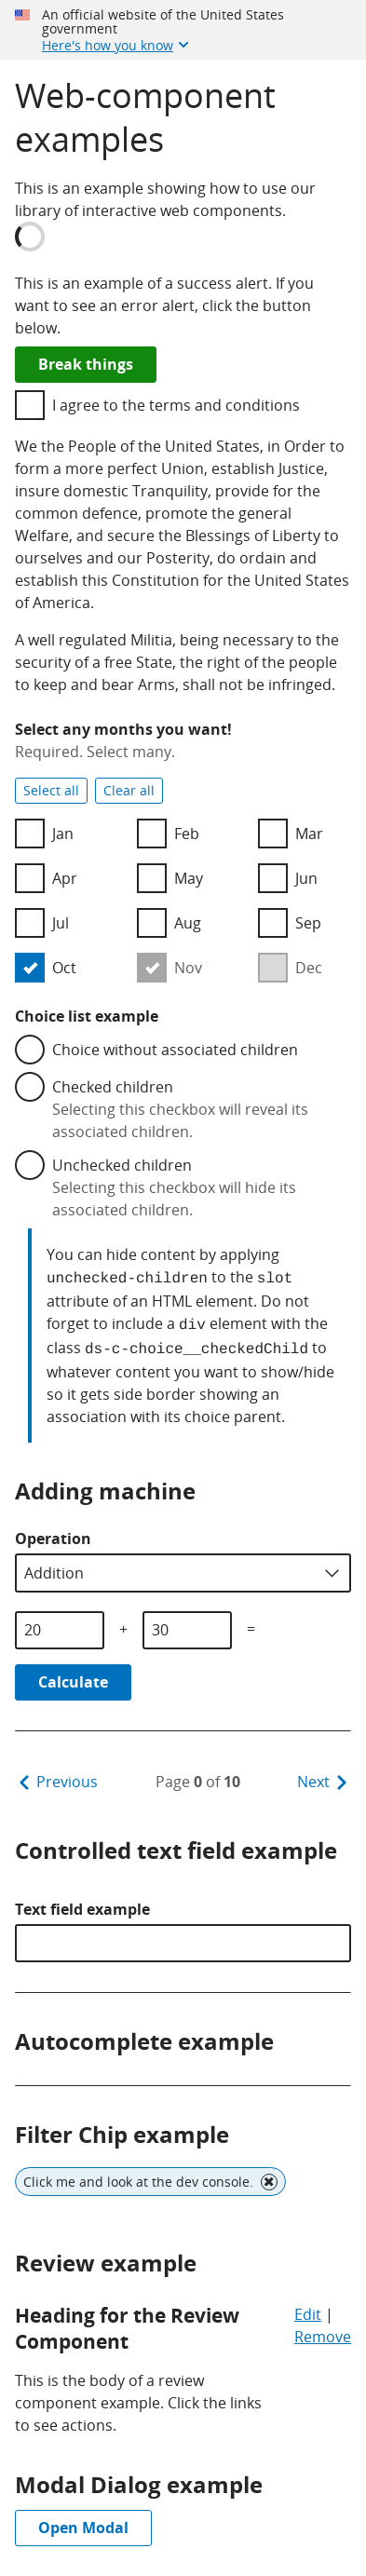 An official website of the United States
government
Here's how you know
Web-component
examples
This is an example showing how to use our
library of interactive web components.
This is an example of a success alert. If you
want to see an error alert, click the button
below.
Break things
I agree to the terms and conditions
We the People of the United States, in Order to
form a more perfect Union, establish Justice,
insure domestic Tranquility, provide for the
common defence, promote the general
Welfare, and secure the Blessings of Liberty to
ourselves and our Posterity, do ordain and
establish this Constitution for the United States
of America.
A well regulated Militia, being necessary to the
security of a free State, the right of the people
to keep and bear Arms, shall not be infringed.
Select any months you want!
Required. Select many.
Select all Clear all
Jan Feb Mar
Apr May Jun
Jul Aug Sep
Oct Nov Dec
Choice list example
Choice without associated children
Checked children
Selecting this checkbox will reveal its
associated children.
Unchecked children
Selecting this checkbox will hide its
associated children.
You can hide content by applying
unchecked-children to the slot
attribute of an HTML element. Do not
forget to include a div element with the
class ds-c-choice__checkedChild to
whatever content you want to show/hide
so it gets side border showing an
association with its choice parent.
Adding machine
Operation
Addition
20 + 30 =
Calculate
Previous Page 0 of 10 Next
Controlled text field example
Text field example
Autocomplete example
Filter Chip example
Click me and look at the dev console.
Review example
Heading for the Review
Component
Edit |
Remove
This is the body of a review
component example. Click the links
to see actions.
Modal Dialog example
Open Modal